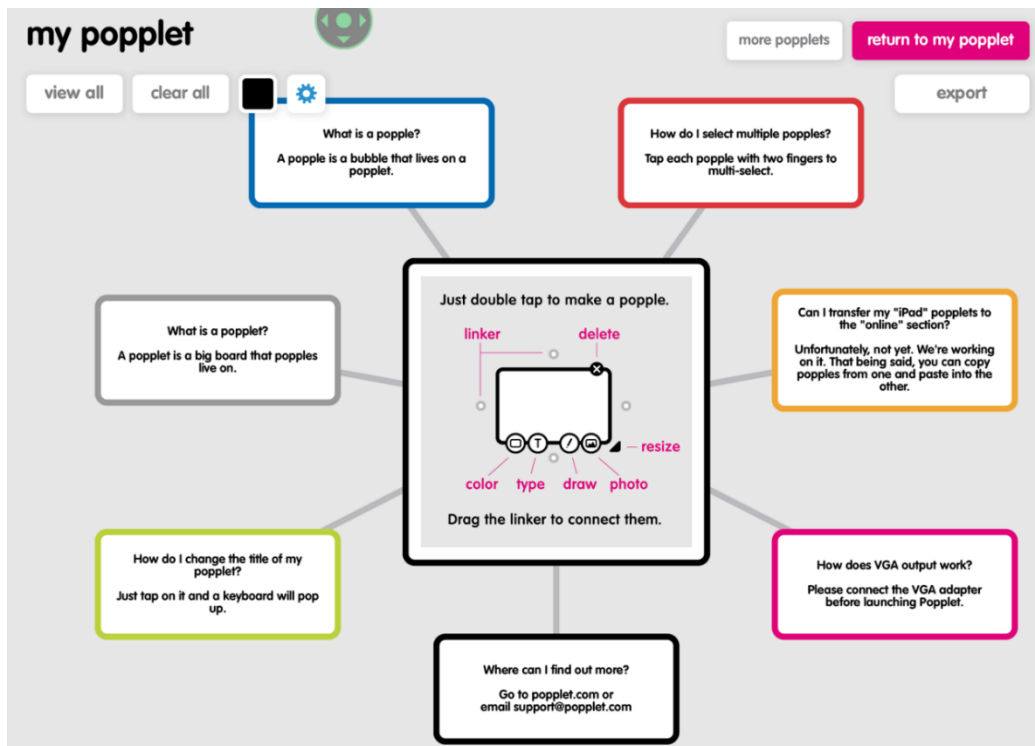 my popplet
more popplets
return to my popplet
view all
clear all
export
What is a popple?
A popple is a bubble that lives on a
popplet.
How do I select multiple popples?
Tap each popple with two fingers to
multi-select.
What is a popplet?
A popplet is a big board that popples
live on.
Just double tap to make a popple.
linker
delete
T
resize
color
type
draw
photo
Drag the linker to connect them.
Can I transfer my "iPad" popplets to
the "online" section?
Unfortunately, not yet. We're working
on it. That being said, you can copy
popples from one and paste into the
other.
How do I change the title of my
popplet?
Just tap on it and a keyboard will pop
up.
How does VGA output work?
Please connect the VGA adapter
before launching Popplet.
Where can I find out more?
Go to popplet.com or
email support@popplet.com